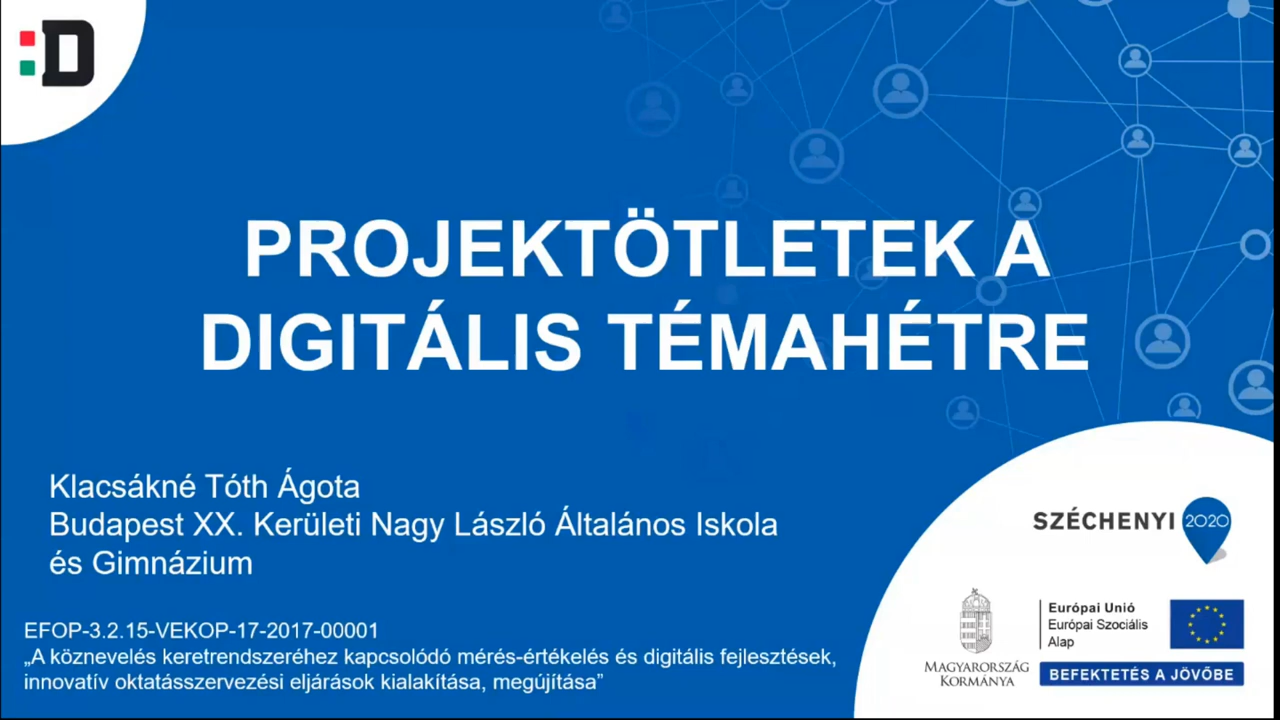 :D
PROJEKTÖTLETEK A
DIGITÁLIS TÉMAHÉTRE
Klacsákné Tóth Ágota
Budapest XX. Kerületi Nagy László Általános Iskola
és Gimnázium
EFOP-3.2.15-VEKOP-17-2017-00001
„A köznevelés keretrendszeréhez kapcsolódó mérés-értékelés és digitális fejlesztések,
innovatív oktatásszervezési eljárások kialakítása, megújítása”
SZÉCHENYI 2020
MAGYARORSZÁG
KORMÁNYA
Európai Unió
Európai Szociális
Alap
BEFEKTETÉS A JÖVŐBE